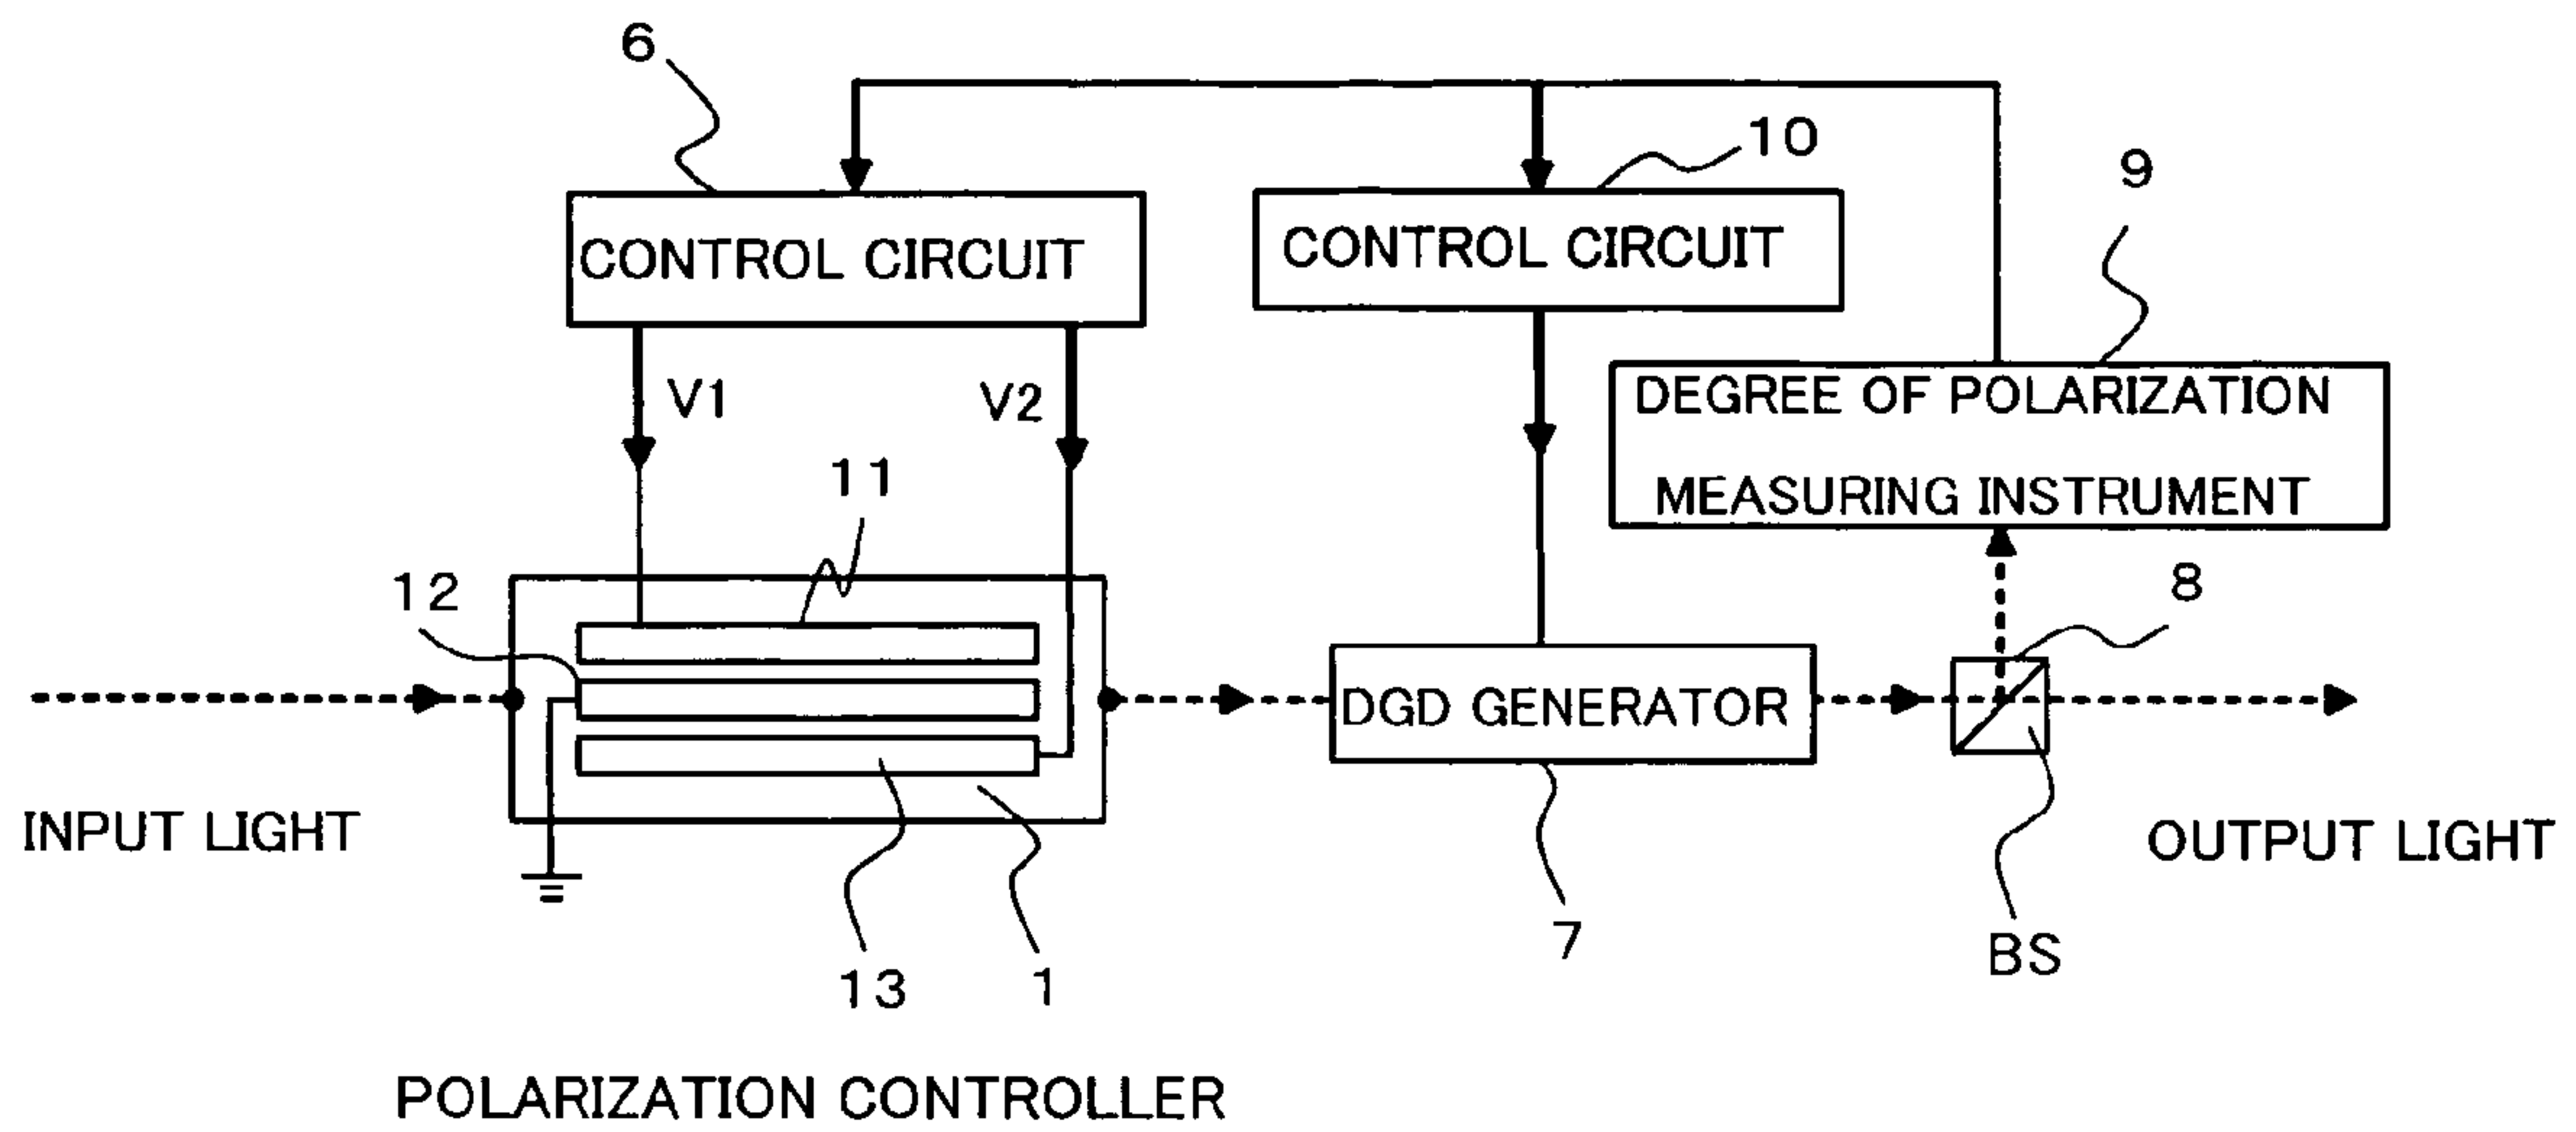 6
10
9
CONTROL CIRCUIT
CONTROL CIRCUIT
V1
V2
DEGREE OF POLARIZATION
MEASURING INSTRUMENT
11
12
8
DGD GENERATOR
INPUT LIGHT
OUTPUT LIGHT
7
BS
13
1
POLARIZATION CONTROLLER